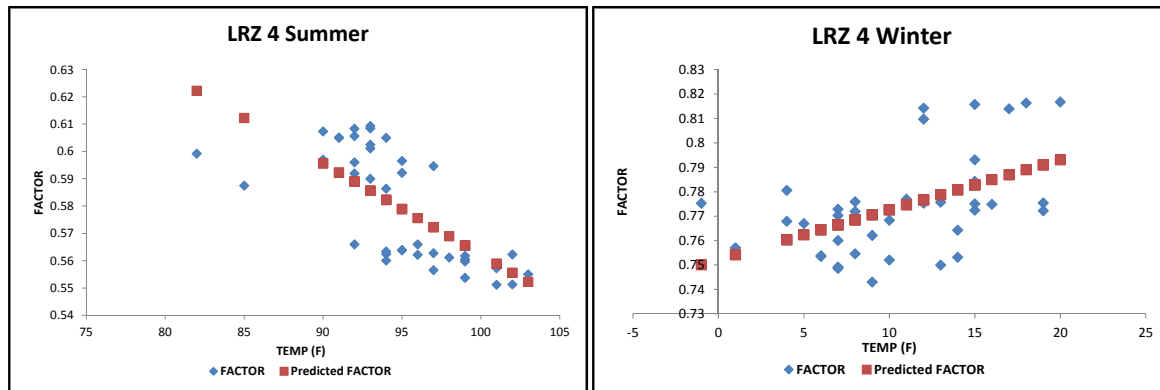 LRZ 4 Summer
0.63
0.62
0.61
0.6
0.59
0.58
0.57
0.56
0.55
0.54
FACTOR
75 80 85 90 95 100 105
TEMP (F)
FACTOR Predicted FACTOR
LRZ 4 Winter
0.83
0.82
0.81
0.8
0.79
0.78
0.77
0.76
0.75
0.74
0.73
FACTOR
-5 0 5 10 15 20 25
TEMP (F)
FACTOR Predicted FACTOR